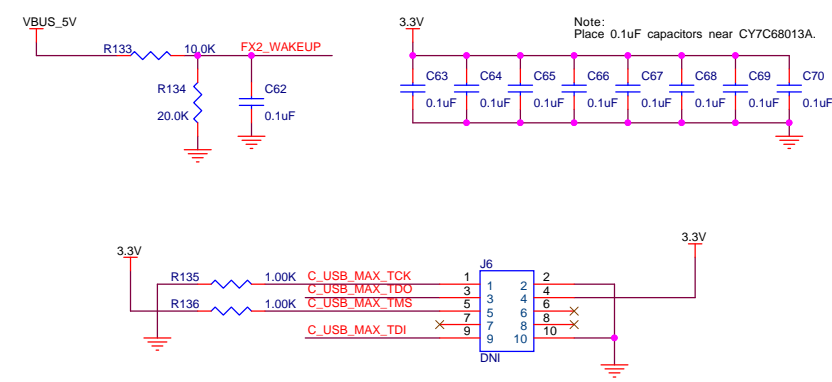 VBUS_5V
R133 10.0K FX2_WAKEUP
R134
20.0K
C62
0.1uF
3.3V
Note:
Place 0.1uF capacitors near CY7C68013A.
C63 C64 C65 C66 C67 C68 C69 C70
0.1uF 0.1uF 0.1uF 0.1uF 0.1uF 0.1uF 0.1uF 0.1uF
3.3V
3.3V
J6
R135 1.00K C_USB_MAX_TCK 1 1 2 2
C_USB_MAX_TDO 3 3 4 4
R136 1.00K C_USB_MAX_TMS 5 5 6 6
7 7 8 8
C_USB_MAX_TDI 9 9 10 10
DNI